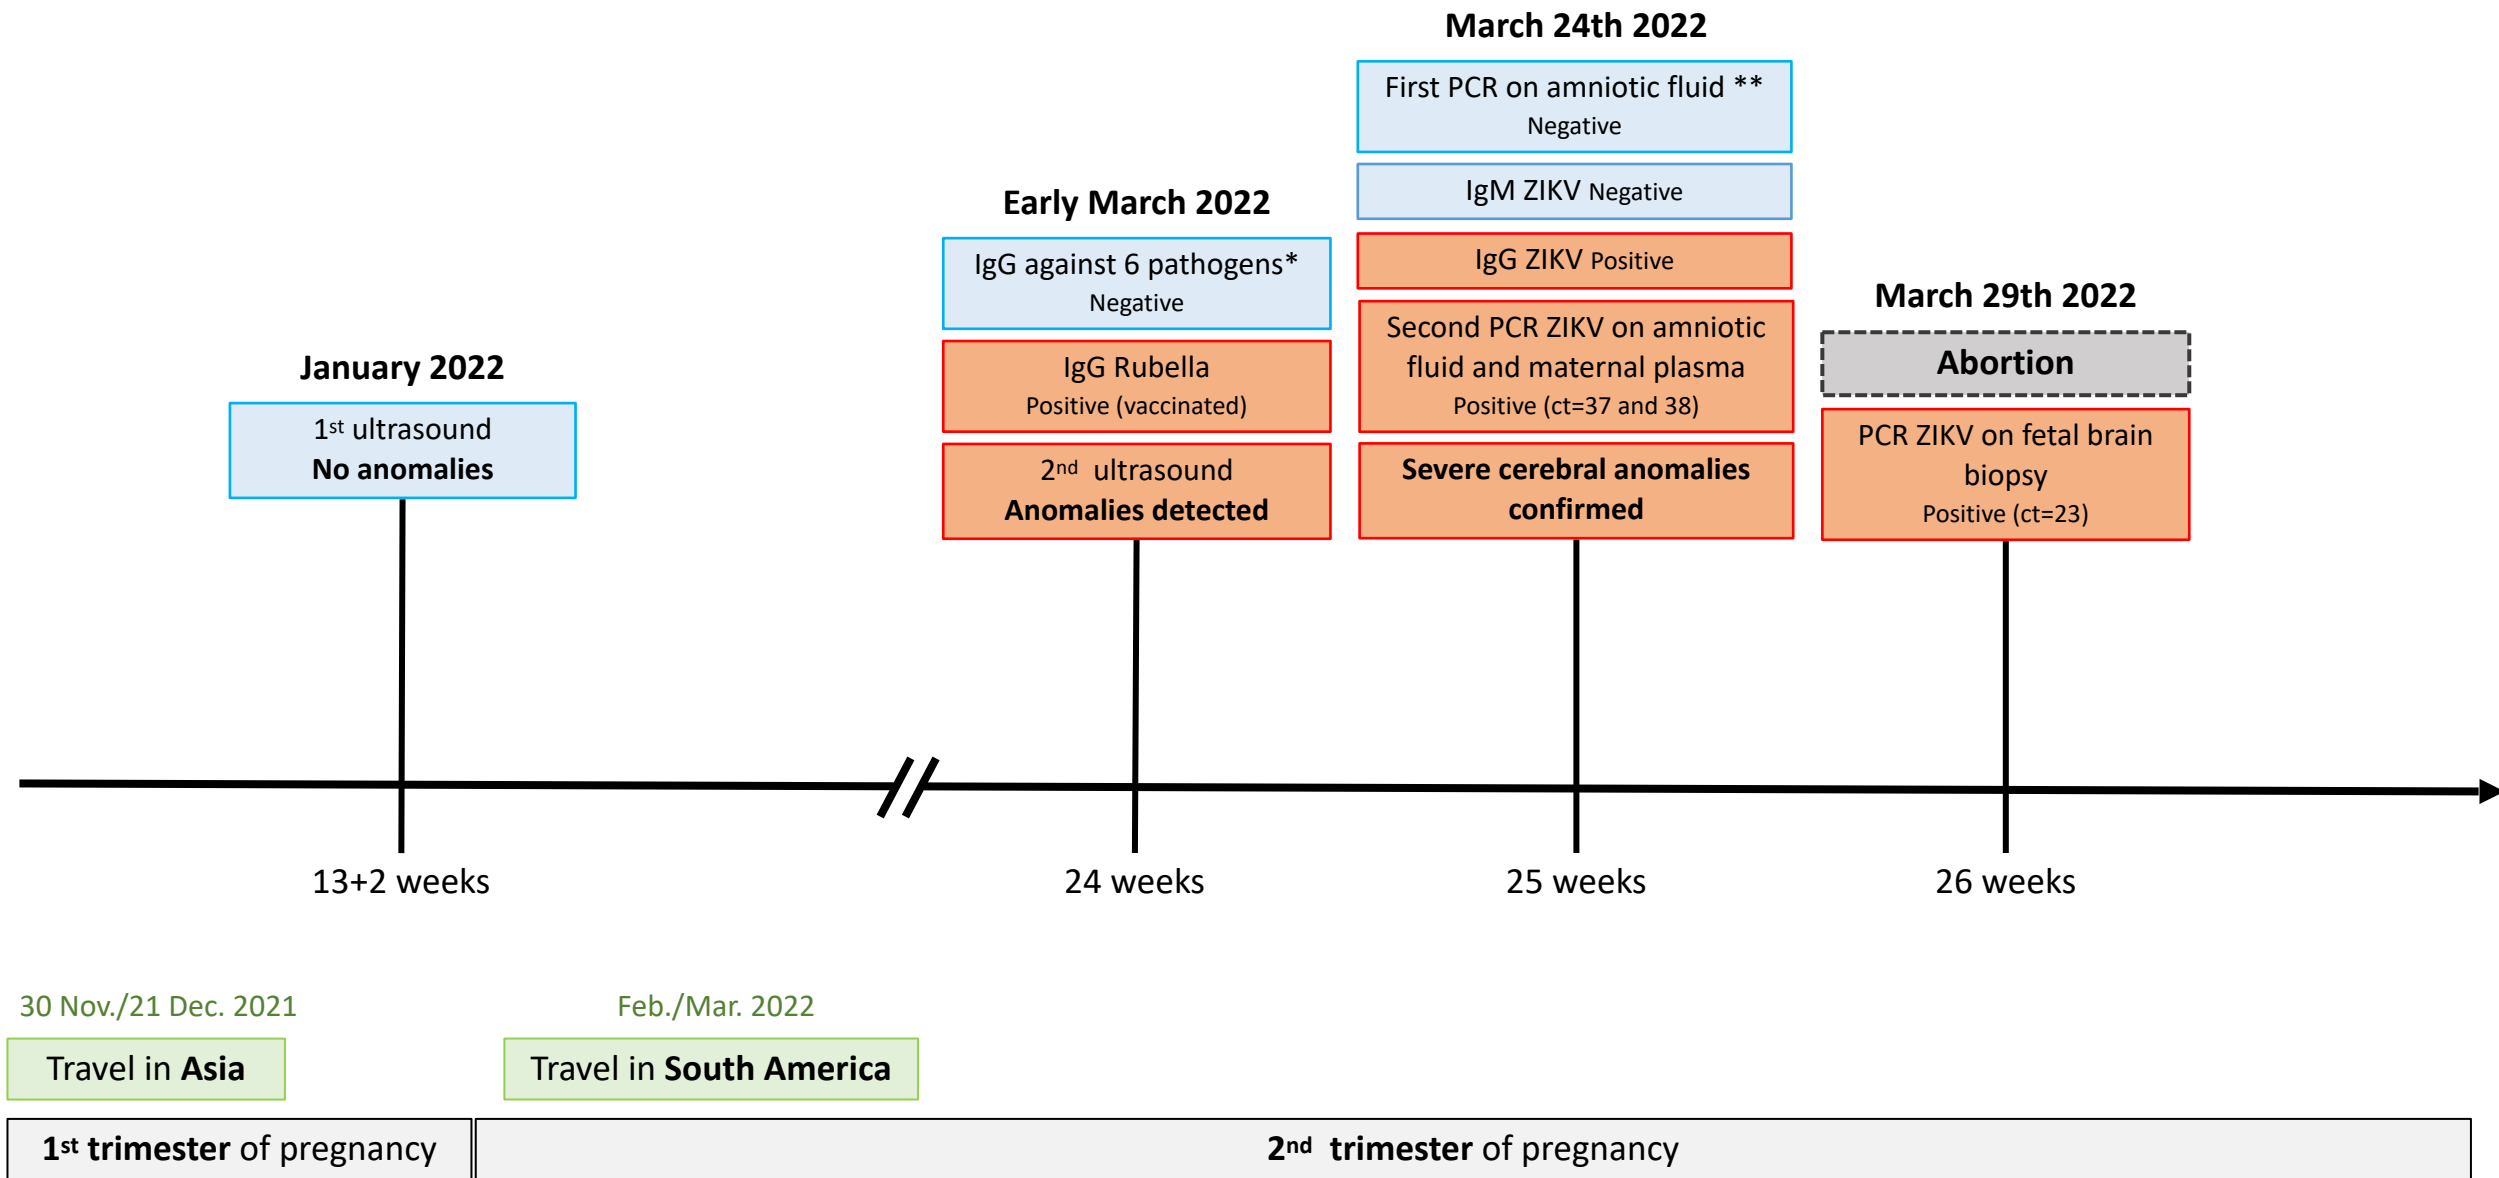 March 24th 2022
First PCR on amniotic fluid **
Negative
IgM ZIKV Negative
IgG ZIKV Positive
Second PCR ZIKV on amniotic
fluid and maternal plasma
Positive (ct=37 and 38)
Severe cerebral anomalies
confirmed
Early March 2022
IgG against 6 pathogens*
Negative
IgG Rubella
Positive (vaccinated)
2nd ultrasound
Anomalies detected
March 29th 2022
Abortion
PCR ZIKV on fetal brain
biopsy
Positive (ct=23)
January 2022
1st ultrasound
No anomalies
13+2 weeks
24 weeks
25 weeks
26 weeks
30 Nov./21 Dec. 2021
Feb./Mar. 2022
Travel in Asia
Travel in South America
1st trimester of pregnancy
2nd trimester of pregnancy